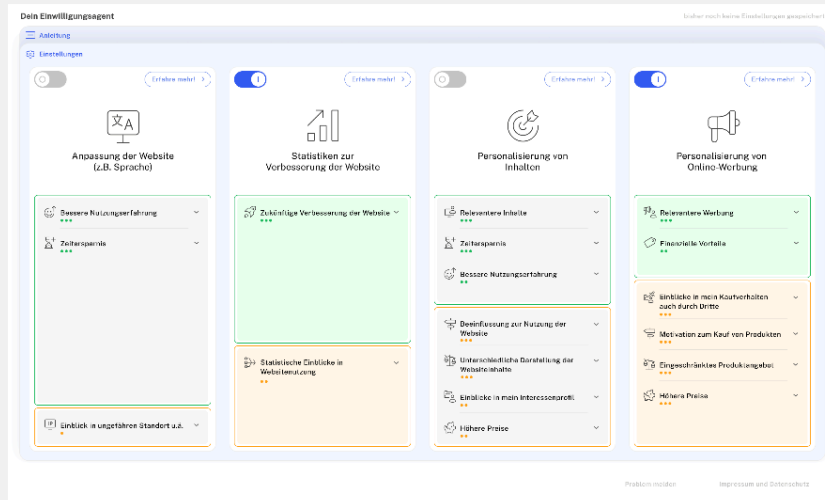 Dein Einwilligungsagent
bisher noch keine Einstellungen gespeichert
Anleitung
Einstellungen
Erfahre mehr!
Erfahre mehr!
Erfahre mehr!
Erfahre mehr!
文A
Anpassung der Website
(z.B. Sprache)
Statistiken zur
Verbesserung der Website
Personalisierung von
Inhalten
Personalisierung von
Online-Werbung
Bessere Nutzungserfahrung
Zeitersparnis
IP
Einblick in ungefähren Standort u.ä.
Zukünftige Verbesserung der Website
Statistische Einblicke in
Websitenutzung
Relevantere Inhalte
Zeitersparnis
Bessere Nutzungserfahrung
Beeinflussung zur Nutzung der
Website
Unterschiedliche Darstellung der
Websiteinhalte
Einblicke in mein Interessenprofil
Höhere Preise
Relevantere Werbung
Finanzielle Vorteile
Einblicke in mein Kaufverhalten
auch durch Dritte
Motivation zum Kauf von Produkten
Eingeschränktes Produktangebot
Höhere Preise
Problem melden
Impressum und Datenschutz